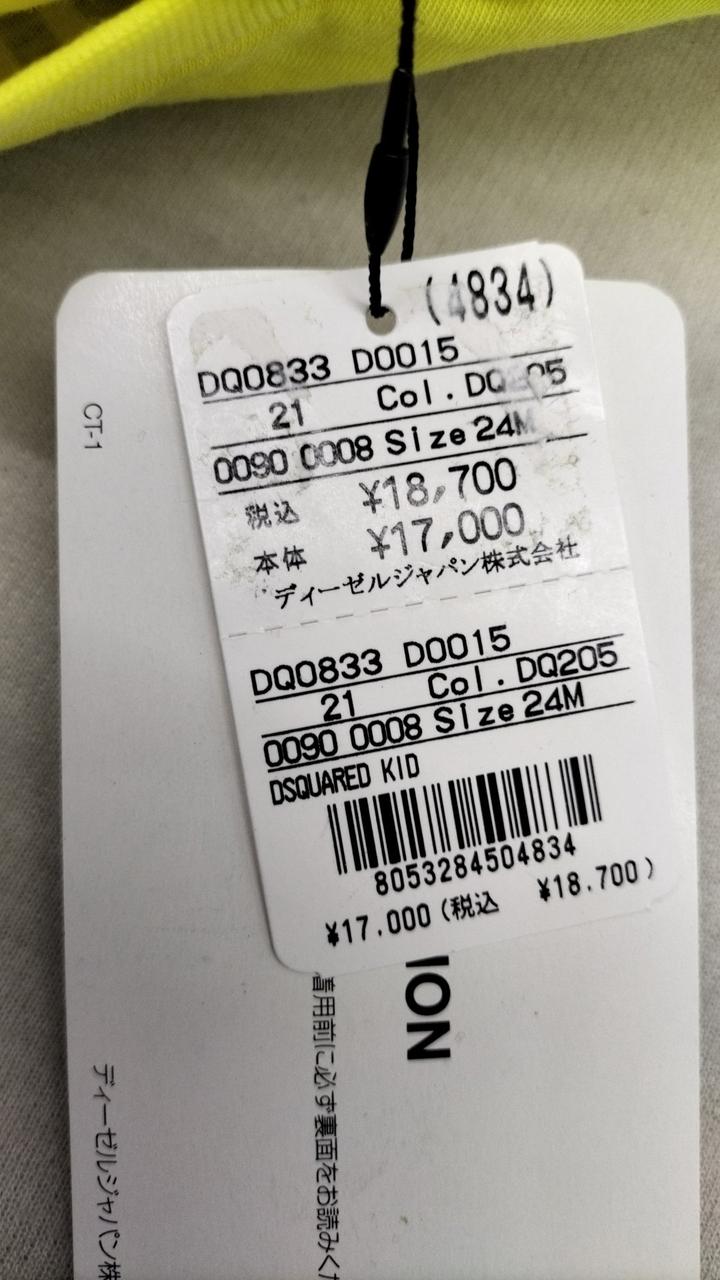 (4834)
DQ0833 D0015
21 Col. DQ205
0090 0008 Size 24M
税込 ¥18,700
本体 ¥17,000
ディーゼルジャパン株式会社
DQ0833 D0015
21 Col. DQ205
0090 0008 Size 24M
DSQUARED KID
8053284504834
¥17.000 (税込 ¥18.700)
CT-1
ION
着用前に必ず裏面をお読みくだ
ディーゼルジャパン株